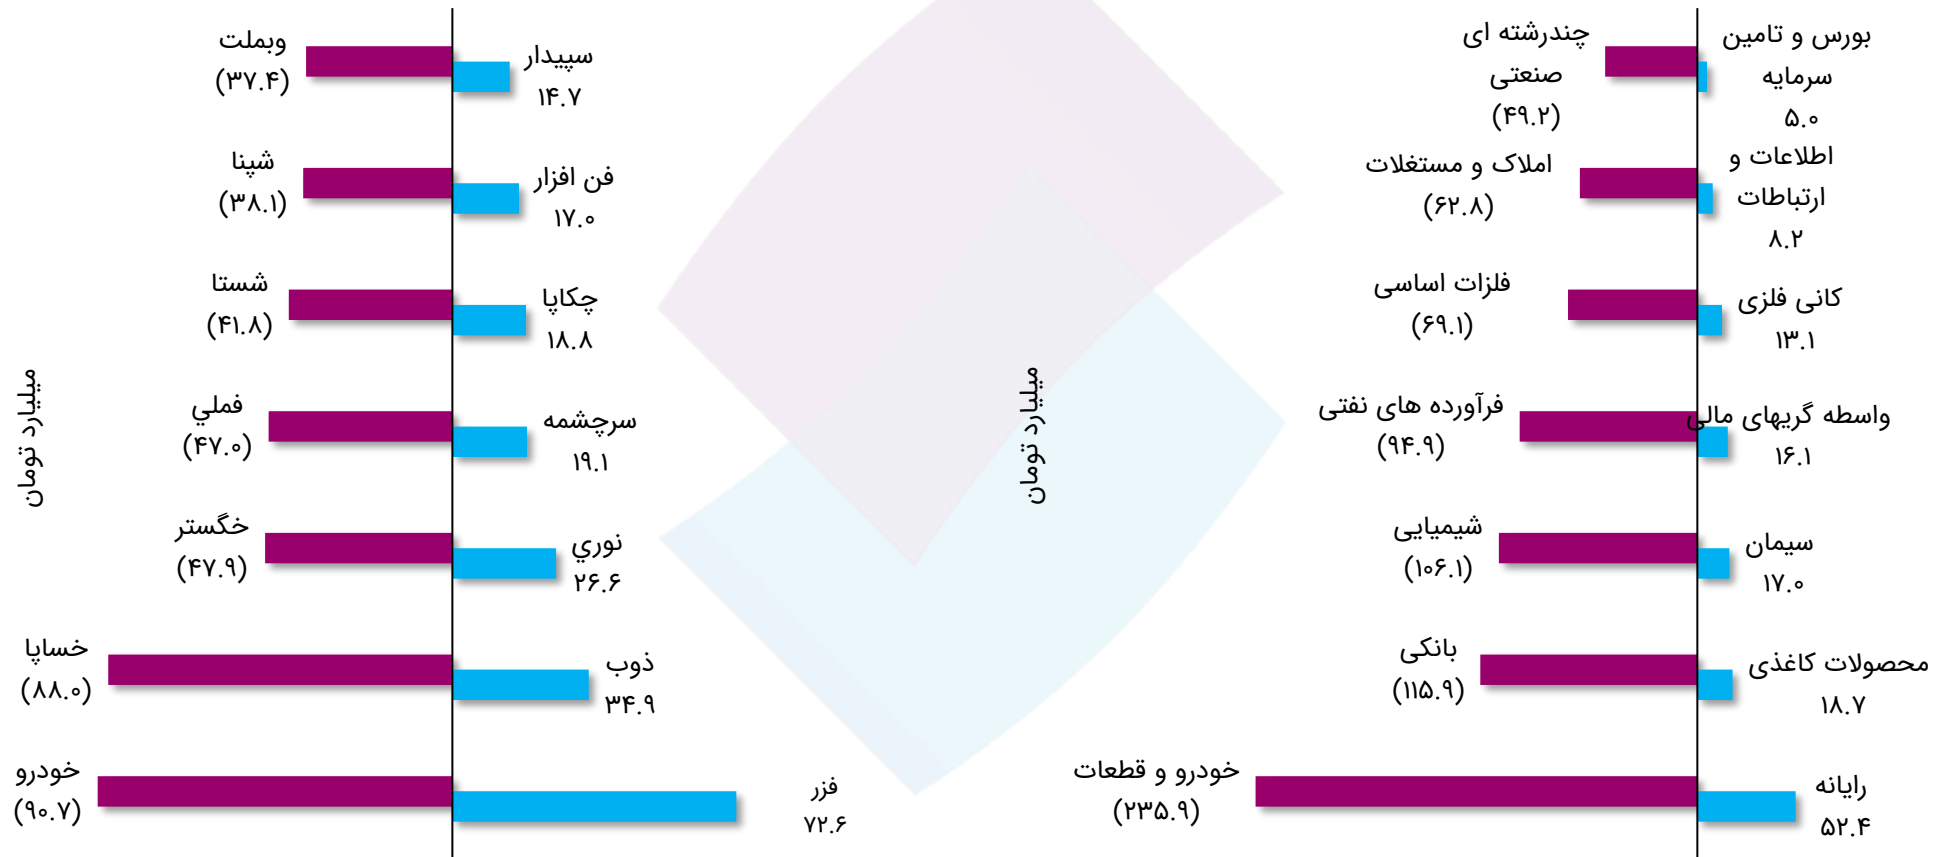 وبملت
(۳۷.۴)
سپیدار
۱۴.۷
شپنا
(۳۸.۱)
فن افزار
۱۷.۰
شستا
(۴۱.۸)
چکاپا
۱۸.۸
فملي
(۴۷.۰)
سرچشمه
۱۹.۱
خگستر
(۴۷.۹)
نوري
۲۶.۶
خساپا
(۸۸.۰)
ذوب
۳۴.۹
خودرو
(۹۰.۷)
فزر
۷۲.۶
میلیارد تومان
چندرشته ای
صنعتی
(۴۹.۲)
بورس و تامین
سرمایه
۵.۰
املاک و مستغلات
(۶۲.۸)
اطلاعات و
ارتباطات
۸.۲
فلزات اساسی
(۶۹.۱)
کانی فلزی
۱۳.۱
فرآورده های نفتی
(۹۴.۹)
واسطه گریهای مالی
۱۶.۱
شیمیایی
(۱۰۶.۱)
سیمان
۱۷.۰
بانکی
(۱۱۵.۹)
محصولات کاغذی
۱۸.۷
خودرو و قطعات
(۲۳۵.۹)
رایانه
۵۲.۴
میلیارد تومان